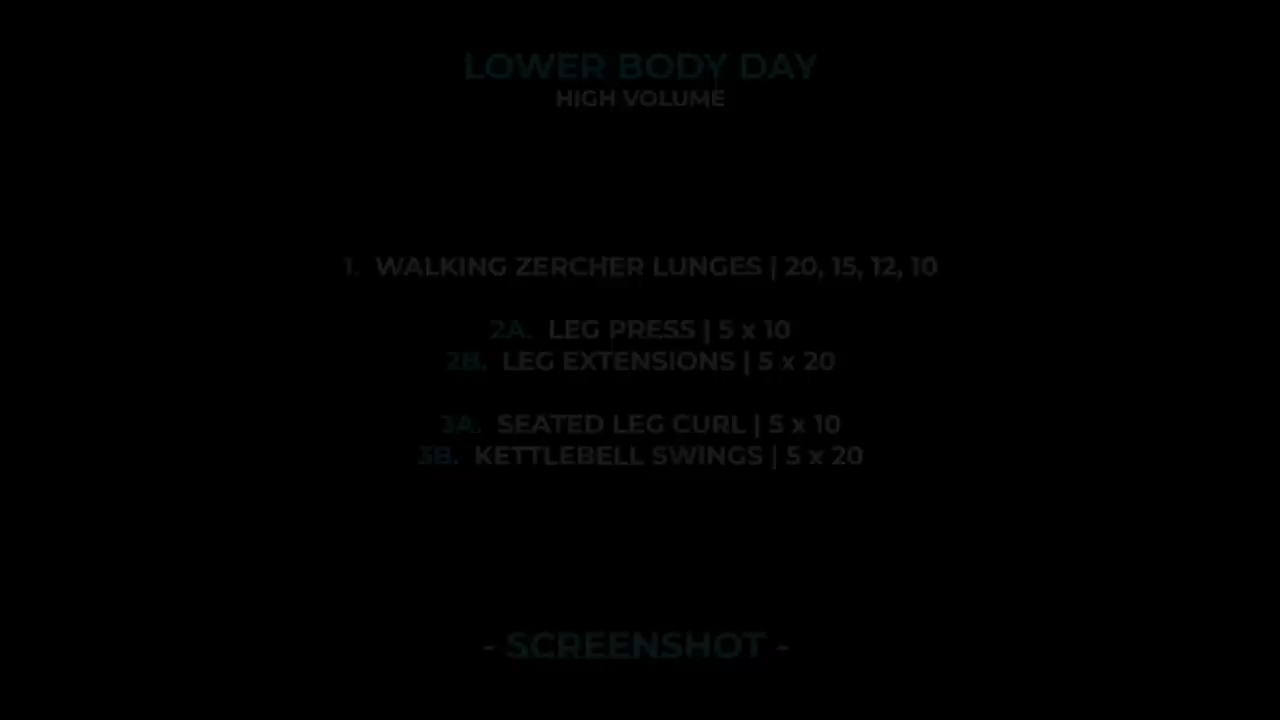 LOWER BODY DAY
HIGH VOLUME
1. WALKING ZERCHER LUNGES | 20, 15, 12, 10
2A. LEG PRESS | 5 x 10
2B. LEG EXTENSIONS | 5 x 20
3A. SEATED LEG CURL | 5 x 10
3B. KETTLEBELL SWINGS | 5 x 20
- SCREENSHOT -